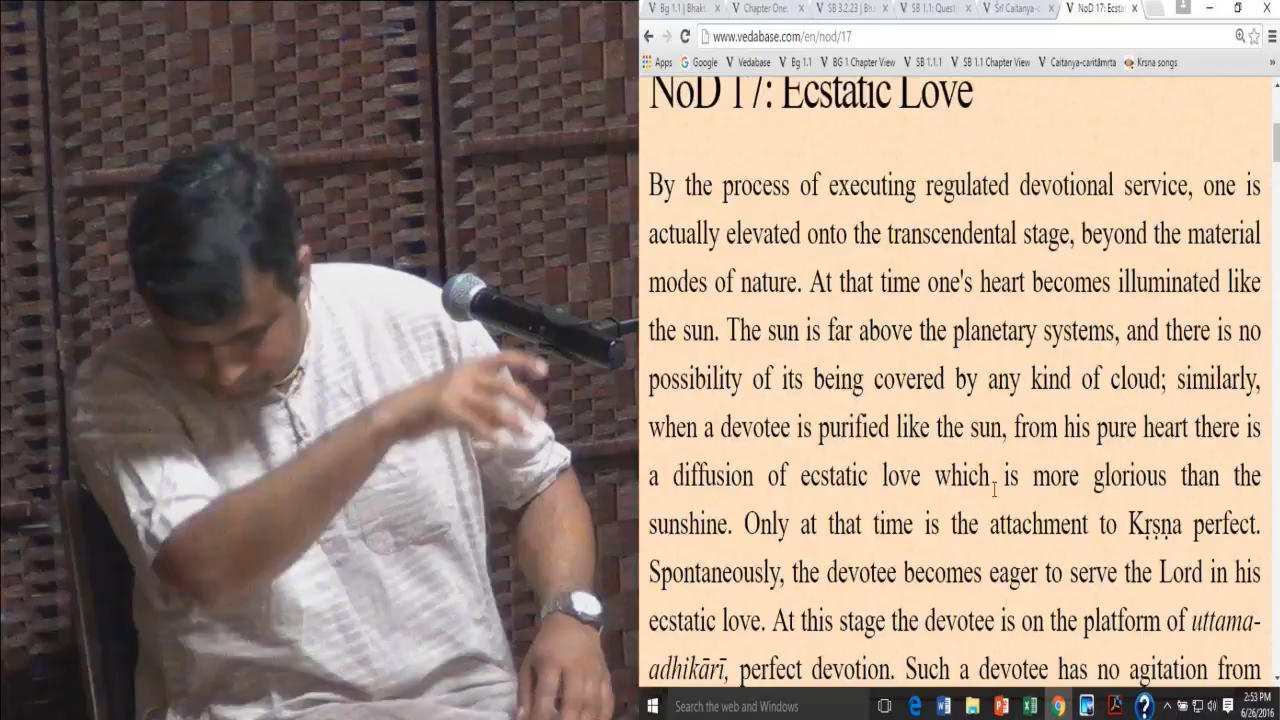 Bg 1.1 | Bhakt
Chapter One:
SB 3.2.23 | Bh
SB 1.1: Quest
Śrī Caitanya-c
NoD 17: Ecsta
www.vedabase.com/en/nod/17
Apps Google Vedabase Bg 1.1 BG 1 Chapter View SB 1.1.1 SB 1.1 Chapter View Caitanya-caritāmṛta Krsna songs »
NoD 17: Ecstatic Love
By the process of executing regulated devotional service, one is
actually elevated onto the transcendental stage, beyond the material
modes of nature. At that time one's heart becomes illuminated like
the sun. The sun is far above the planetary systems, and there is no
possibility of its being covered by any kind of cloud; similarly,
when a devotee is purified like the sun, from his pure heart there is
a diffusion of ecstatic love which is more glorious than the
sunshine. Only at that time is the attachment to Kṛṣṇa perfect.
Spontaneously, the devotee becomes eager to serve the Lord in his
ecstatic love. At this stage the devotee is on the platform of uttama-
adhikārī, perfect devotion. Such a devotee has no agitation from
Search the web and Windows
2:53 PM
6/26/2016